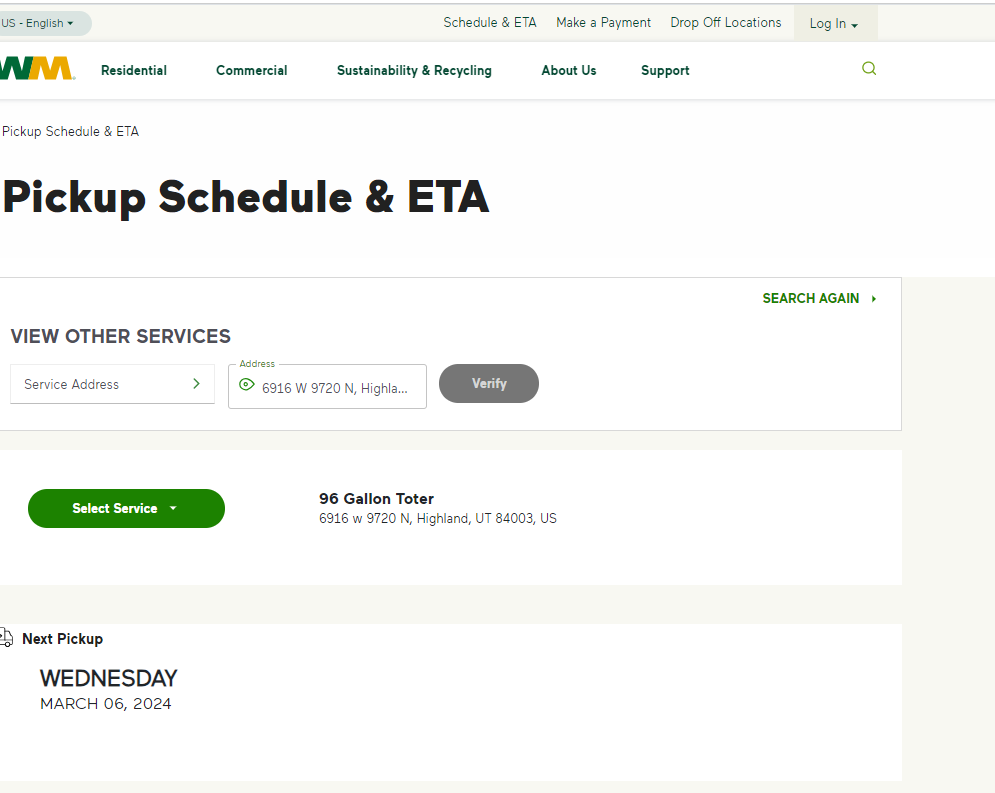 US - English
Schedule & ETA Make a Payment Drop Off Locations Log In
WM
Residential Commercial Sustainability & Recycling About Us Support
Pickup Schedule & ETA
Pickup Schedule & ETA
SEARCH AGAIN
VIEW OTHER SERVICES
Address
Service Address 6916 W 9720 N, Highla... Verify
Select Service
96 Gallon Toter
6916 w 9720 N, Highland, UT 84003, US
Next Pickup
WEDNESDAY
MARCH 06, 2024